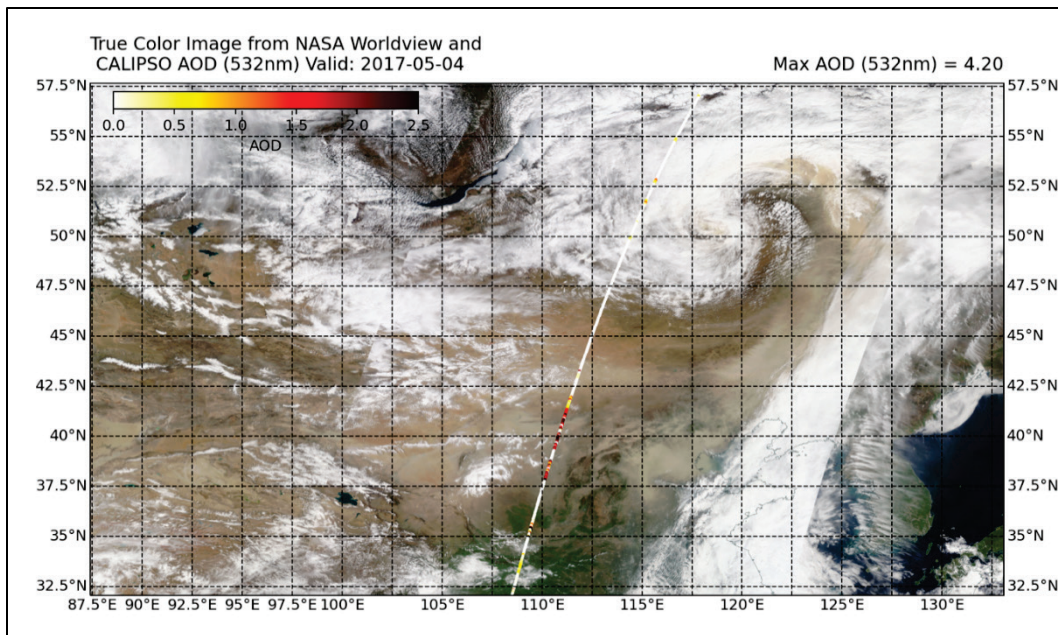 True Color Image from NASA Worldview and
CALIPSO AOD (532nm) Valid: 2017-05-04
Max AOD (532nm) = 4.20
57.5°N
57.5°N
0.0 0.5 1.0 1.5 2.0 2.5
AOD
55°N
55°N
52.5°N
52.5°N
50°N
50°N
47.5°N
47.5°N
45°N
45°N
42.5°N
42.5°N
40°N
40°N
37.5°N
37.5°N
35°N
35°N
32.5°N
32.5°N
87.5°E 90°E 92.5°E 95°E 97.5°E 100°E 105°E 110°E 115°E 120°E 125°E 130°E